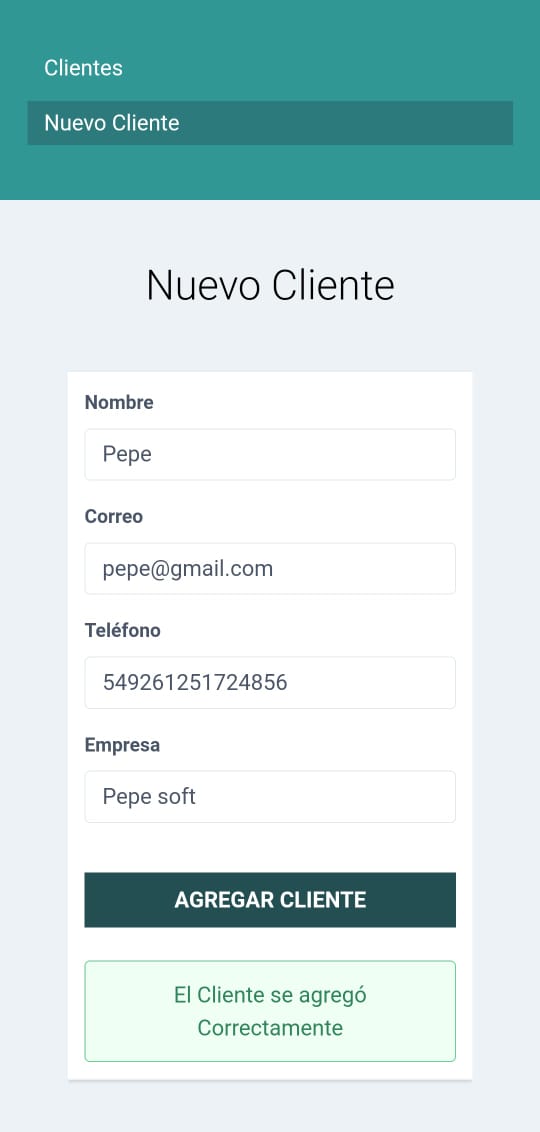 Clientes
Nuevo Cliente
Nuevo Cliente
Nombre
Pepe
Correo
pepe@gmail.com
Teléfono
549261251724856
Empresa
Pepe soft
AGREGAR CLIENTE
El Cliente se agregó
Correctamente